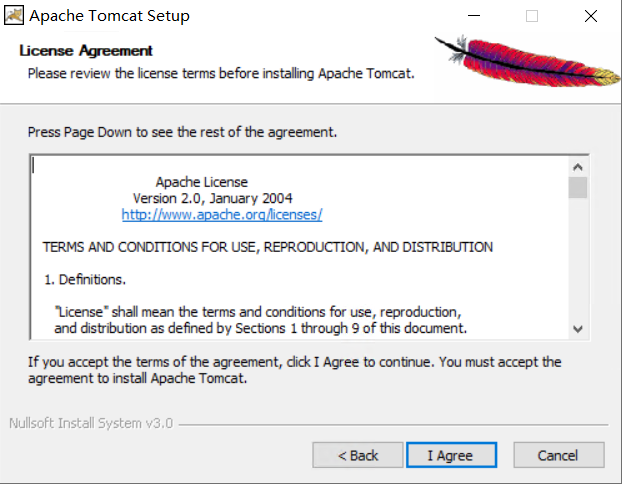 Apache Tomcat Setup
License Agreement
Please review the license terms before installing Apache Tomcat.
Press Page Down to see the rest of the agreement.
Apache License
Version 2.0, January 2004
http://www.apache.org/licenses/
TERMS AND CONDITIONS FOR USE, REPRODUCTION, AND DISTRIBUTION
1. Definitions.
"License" shall mean the terms and conditions for use, reproduction,
and distribution as defined by Sections 1 through 9 of this document.
If you accept the terms of the agreement, click I Agree to continue. You must accept the
agreement to install Apache Tomcat.
Nullsoft Install System v3.0
< Back
I Agree
Cancel